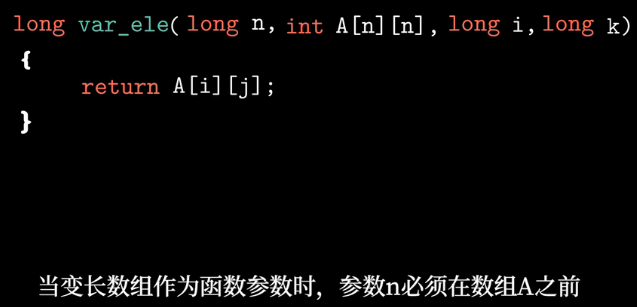 long var_ele(long n, int A[n][n], long i, long k)
{
return A[i][j];
}
当变长数组作为函数参数时，参数n必须在数组A之前